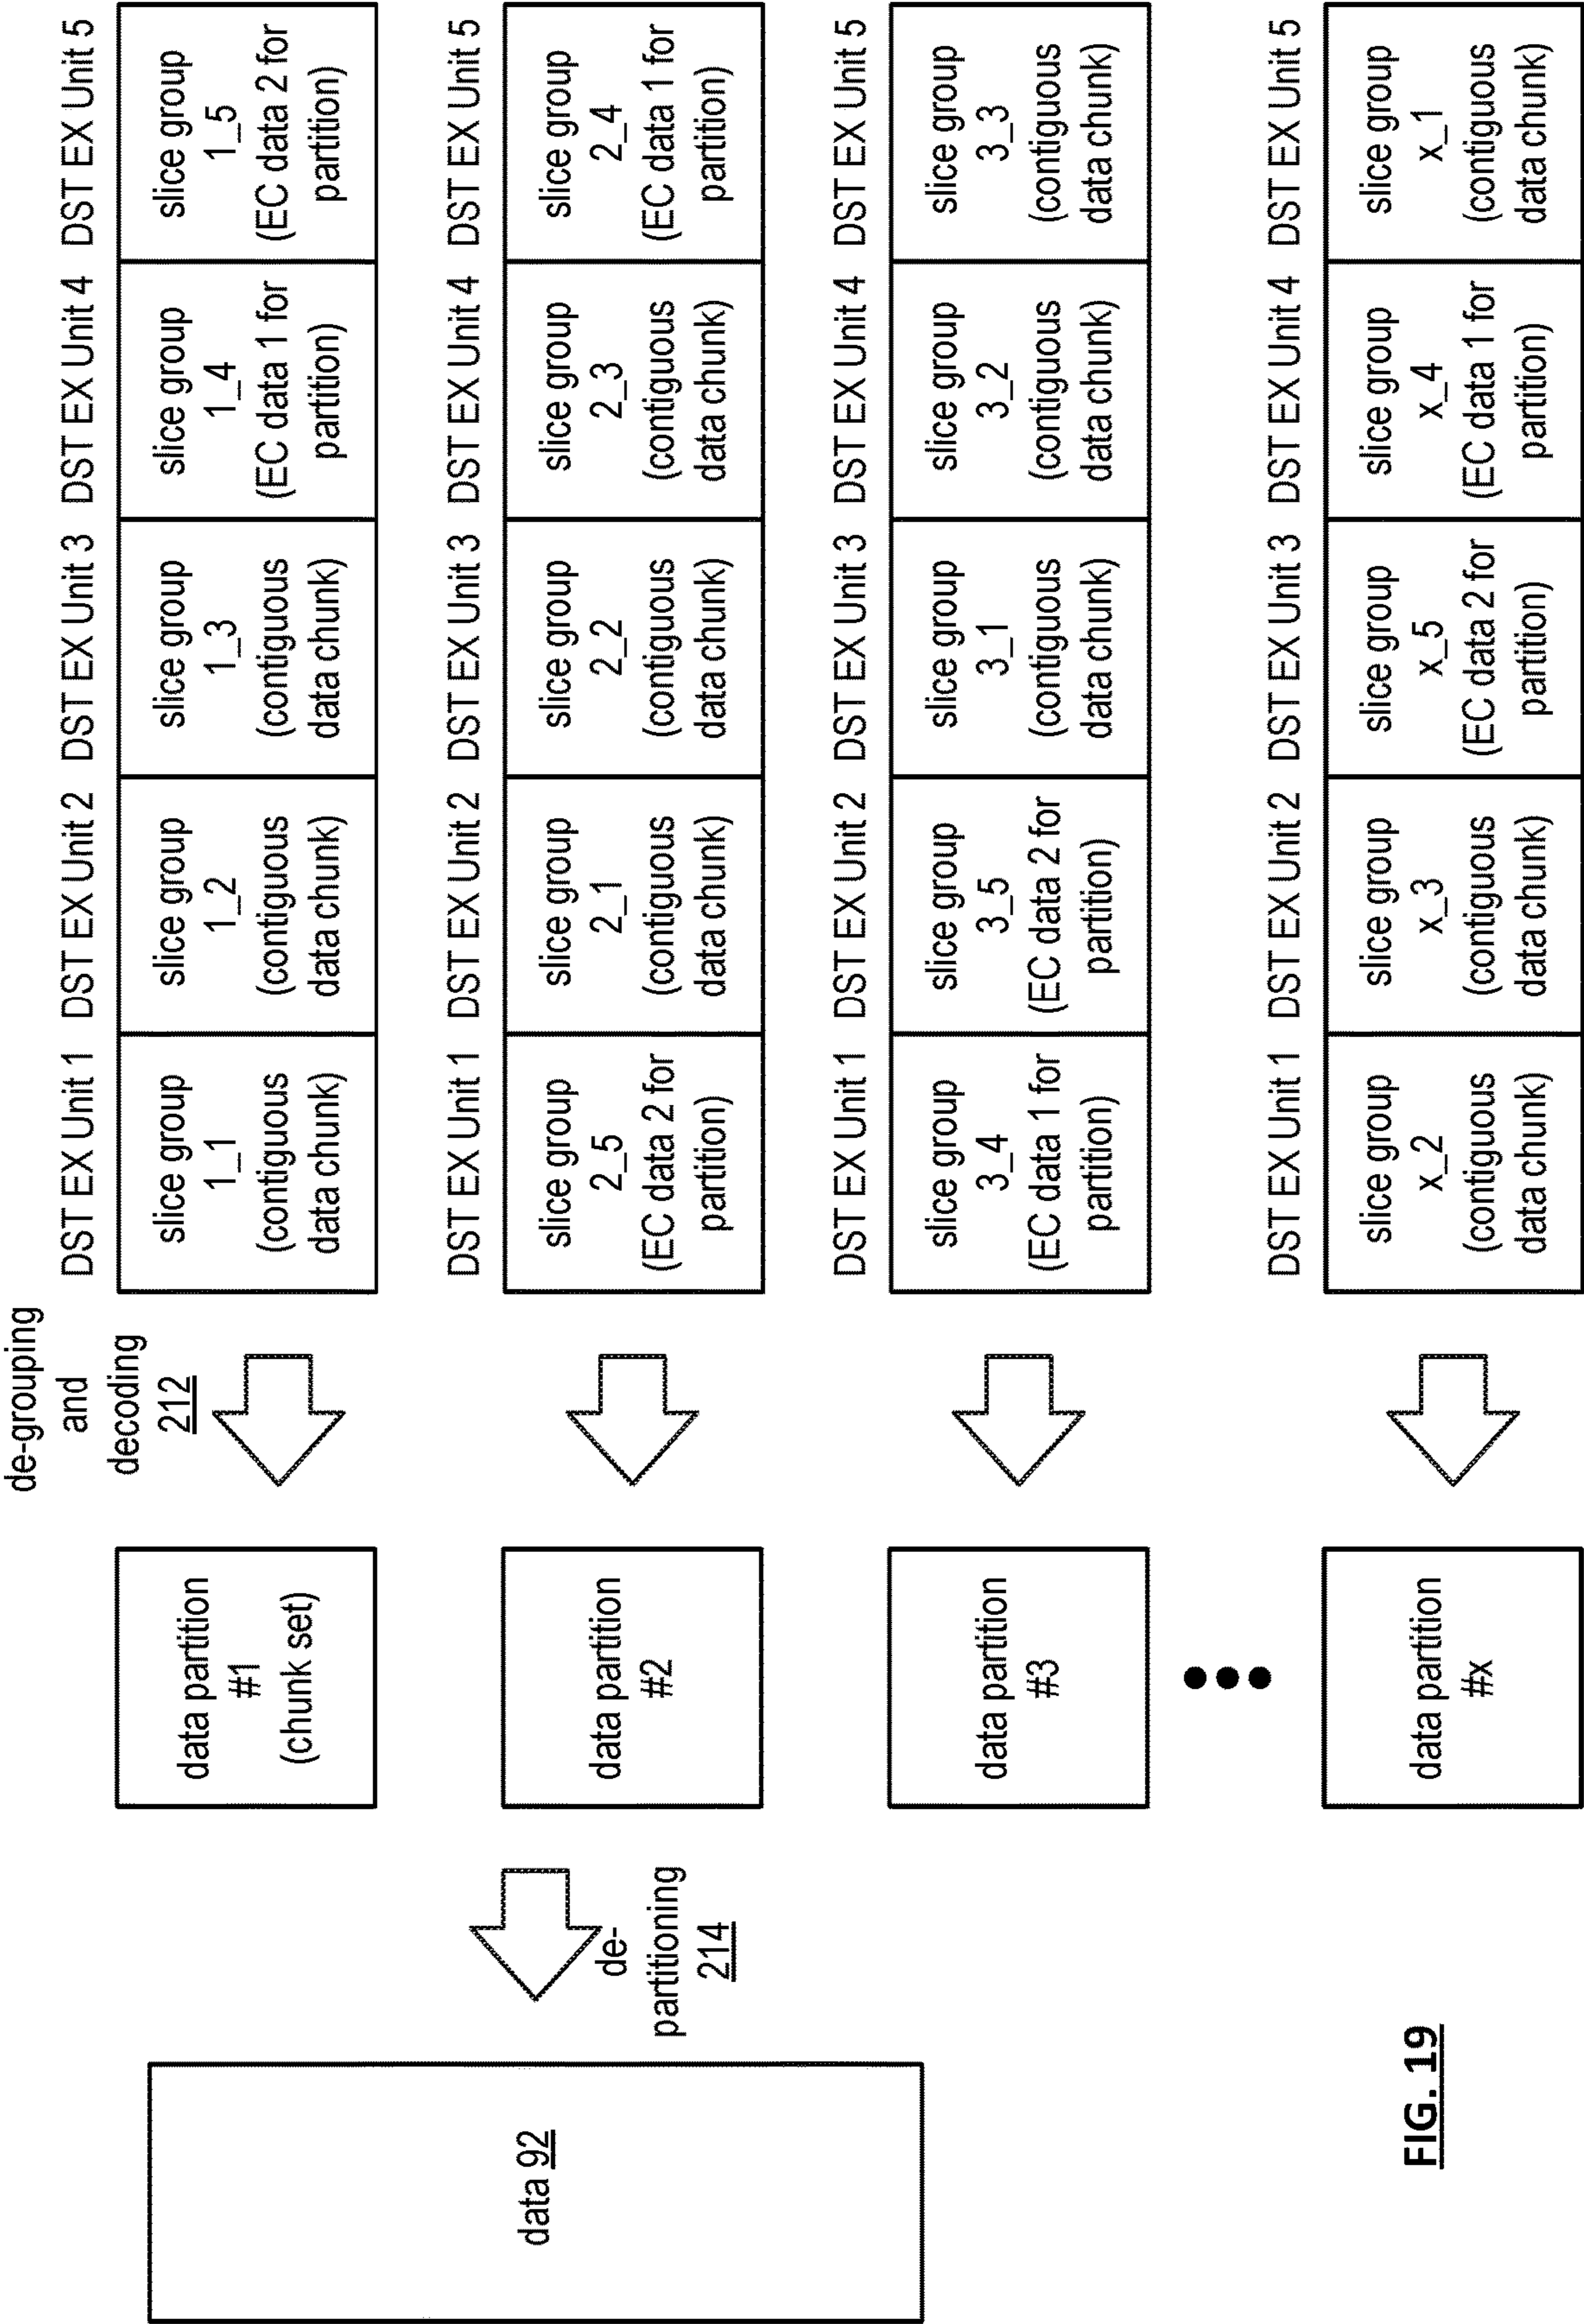 de-grouping
and
decoding
212
DST EX Unit 1
DST EX Unit 2
DST EX Unit 3
DST EX Unit 4
DST EX Unit 5
data 92
de-
partitioning
214
data partition
#1
(chunk set)
slice group
1_1
(contiguous
data chunk)
slice group
1_2
(contiguous
data chunk)
slice group
1_3
(contiguous
data chunk)
slice group
1_4
(EC data 1 for
partition)
slice group
1_5
(EC data 2 for
partition)
DST EX Unit 1
DST EX Unit 2
DST EX Unit 3
DST EX Unit 4
DST EX Unit 5
data partition
#2
slice group
2_5
(EC data 2 for
partition)
slice group
2_1
(contiguous
data chunk)
slice group
2_2
(contiguous
data chunk)
slice group
2_3
(contiguous
data chunk)
slice group
2_4
(EC data 1 for
partition)
DST EX Unit 1
DST EX Unit 2
DST EX Unit 3
DST EX Unit 4
DST EX Unit 5
data partition
#3
slice group
3_4
(EC data 1 for
partition)
slice group
3_5
(EC data 2 for
partition)
slice group
3_1
(contiguous
data chunk)
slice group
3_2
(contiguous
data chunk)
slice group
3_3
(contiguous
data chunk)
DST EX Unit 1
DST EX Unit 2
DST EX Unit 3
DST EX Unit 4
DST EX Unit 5
data partition
#x
slice group
x_2
(contiguous
data chunk)
slice group
x_3
(contiguous
data chunk)
slice group
x_5
(EC data 2 for
partition)
slice group
x_4
(EC data 1 for
partition)
slice group
x_1
(contiguous
data chunk)
FIG. 19